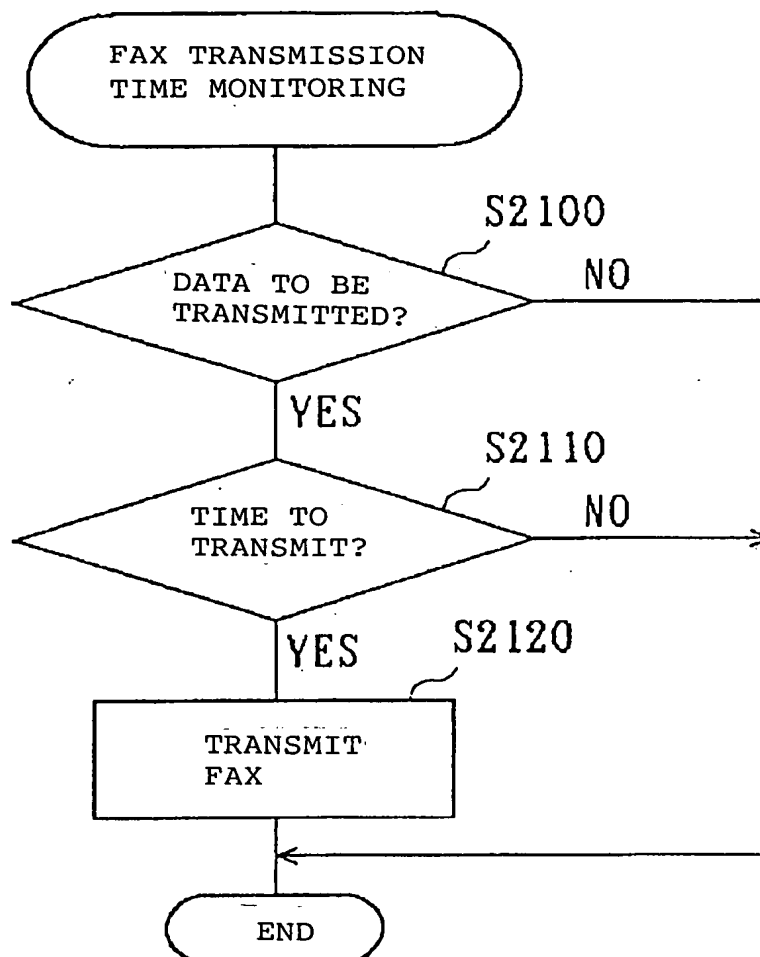 FAX TRANSMISSION
TIME MONITORING
S2100
DATA TO BE
TRANSMITTED?
NO
YES
S2110
TIME TO
TRANSMIT?
NO
YES
S2120
TRANSMIT
FAX
END